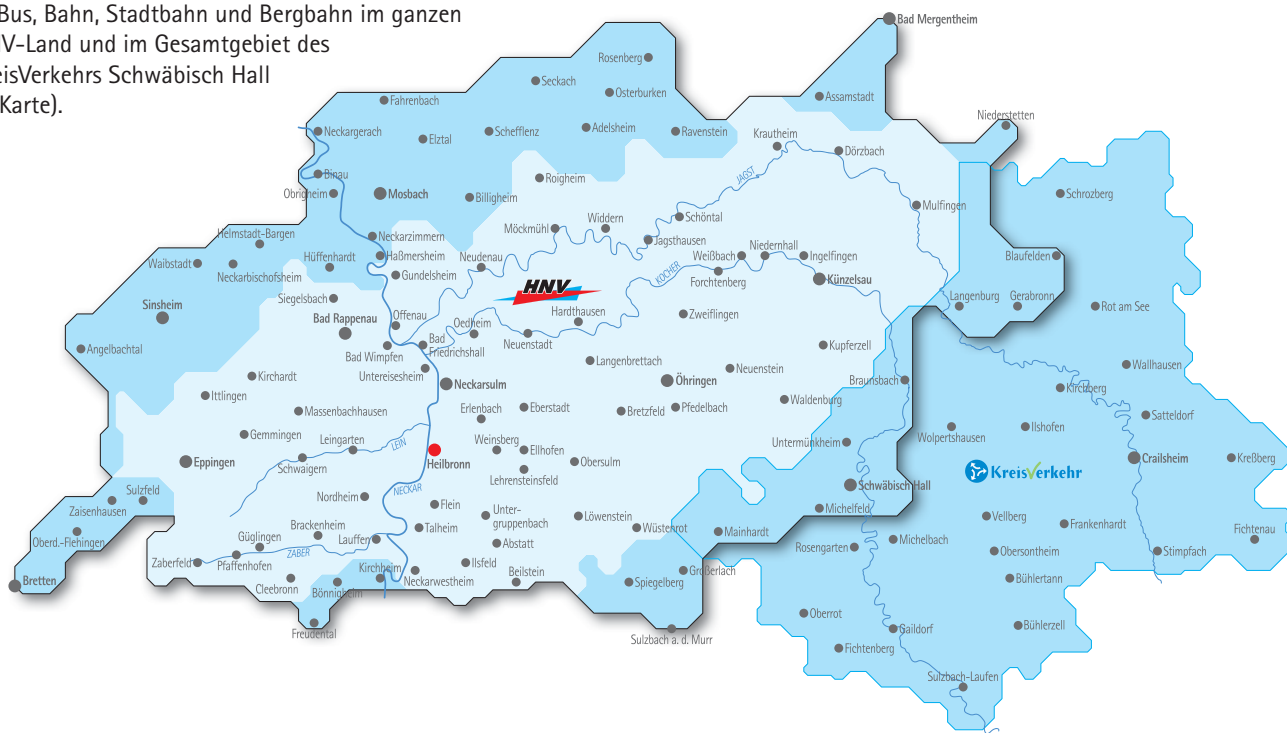 Bus, Bahn, Stadtbahn und Bergbahn im ganzen
V-Land und im Gesamtgebiet des
eisVerkehrs Schwäbisch Hall
Karte).
Bad Mergentheim
Rosenberg
Seckach
Osterburken
Assamstadt
Fahrenbach
Niederstetten
Neckargerach
Elztal
Schefflenz
Adelsheim
Ravenstein
Krautheim
Dörzbach
Binau
Roigheim
JAGST
Obrigheim
Mosbach
Billigheim
Schrozberg
Mulfingen
Schöntal
Widdern
Möckmühl
Helmstadt-Bargen
Neckarzimmern
Jagsthausen
Hüffenhardt
Haßmersheim
Weißbach
Niedernhall
Ingelfingen
Blaufelden
Waibstadt
Neckarbischofsheim
Neudenau
Gundelsheim
KOCHER
Forchtenberg
Künzelsau
HNV
Siegelsbach
Langenburg
Gerabronn
Rot am See
Sinsheim
Bad Rappenau
Offenau
Oedheim
Hardthausen
Zweiflingen
Neuenstadt
Bad
Friedrichshall
Bad Wimpfen
Angelbachtal
Kupferzell
Langenbrettach
Wallhausen
Untereisesheim
Neuenstein
Kirchardt
Neckarsulm
Öhringen
Braunsbach
Kirchberg
Ittlingen
Waldenburg
Massenbachhausen
Erlenbach
Eberstadt
Bretzfeld
Pfedelbach
Satteldorf
Gemmingen
Leingarten
LEIN
Weinsberg
Ellhofen
Untermünkheim
Wolpertshausen
Ilshofen
Eppingen
Schwaigern
Heilbronn
Lehrensteinsfeld
Obersulm
Crailsheim
Kreßberg
KreisVerkehr
Schwäbisch Hall
NECKAR
Sulzfeld
Zaisenhausen
Nordheim
Flein
Michelfeld
Unter-
gruppenbach
Löwenstein
Vellberg
Frankenhardt
Brackenheim
Talheim
Wüstenrot
Mainhardt
Oberd.-Flehingen
Güglingen
Lauffen
Abstatt
Michelbach
Fichtenau
ZABER
Rosengarten
Obersontheim
Stimpfach
Zaberfeld
Pfaffenhofen
Ilsfeld
Kirchheim
Neckarwestheim
Beilstein
Großerlach
Bretten
Cleebronn
Bönnigheim
Spiegelberg
Bühlertann
Oberrot
Freudental
Sulzbach a. d. Murr
Gaildorf
Bühlerzell
Fichtenberg
Sulzbach-Laufen